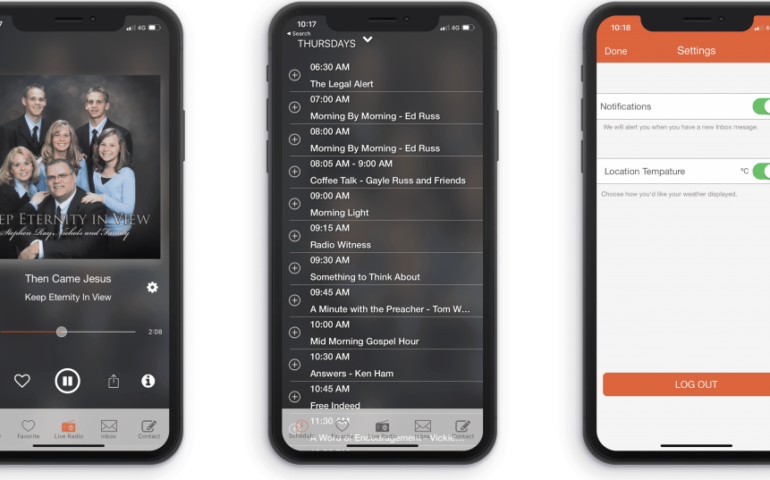 7
4G
EP ETERNITY IN VIEW
Stephen Ray Nichols and Family
Then Came Jesus
Keep Eternity In View
2:08
Favorite
Live Radio
Inbox
Contact
10:17
Search
4G
THURSDAYS
06:30 AM
The Legal Alert
07:00 AM
Morning By Morning - Ed Russ
08:00 AM
Morning By Morning - Ed Russ
08:05 AM - 9:00 AM
Coffee Talk - Gayle Russ and Friends
09:00 AM
Morning Light
09:15 AM
Radio Witness
09:30 AM
Something to Think About
09:45 AM
A Minute with the Preacher - Tom W...
10:00 AM
Mid Morning Gospel Hour
10:30 AM
Answers - Ken Ham
10:45 AM
Free Indeed
11:30 AM
A Word of Encouragement - Vickie...
Contact
10:18
4G
Done
Settings
Notifications
We will alert you when you have a new Inbox mesage.
Location Tempature
°C
Choose how you'd like your weather displayed.
LOG OUT